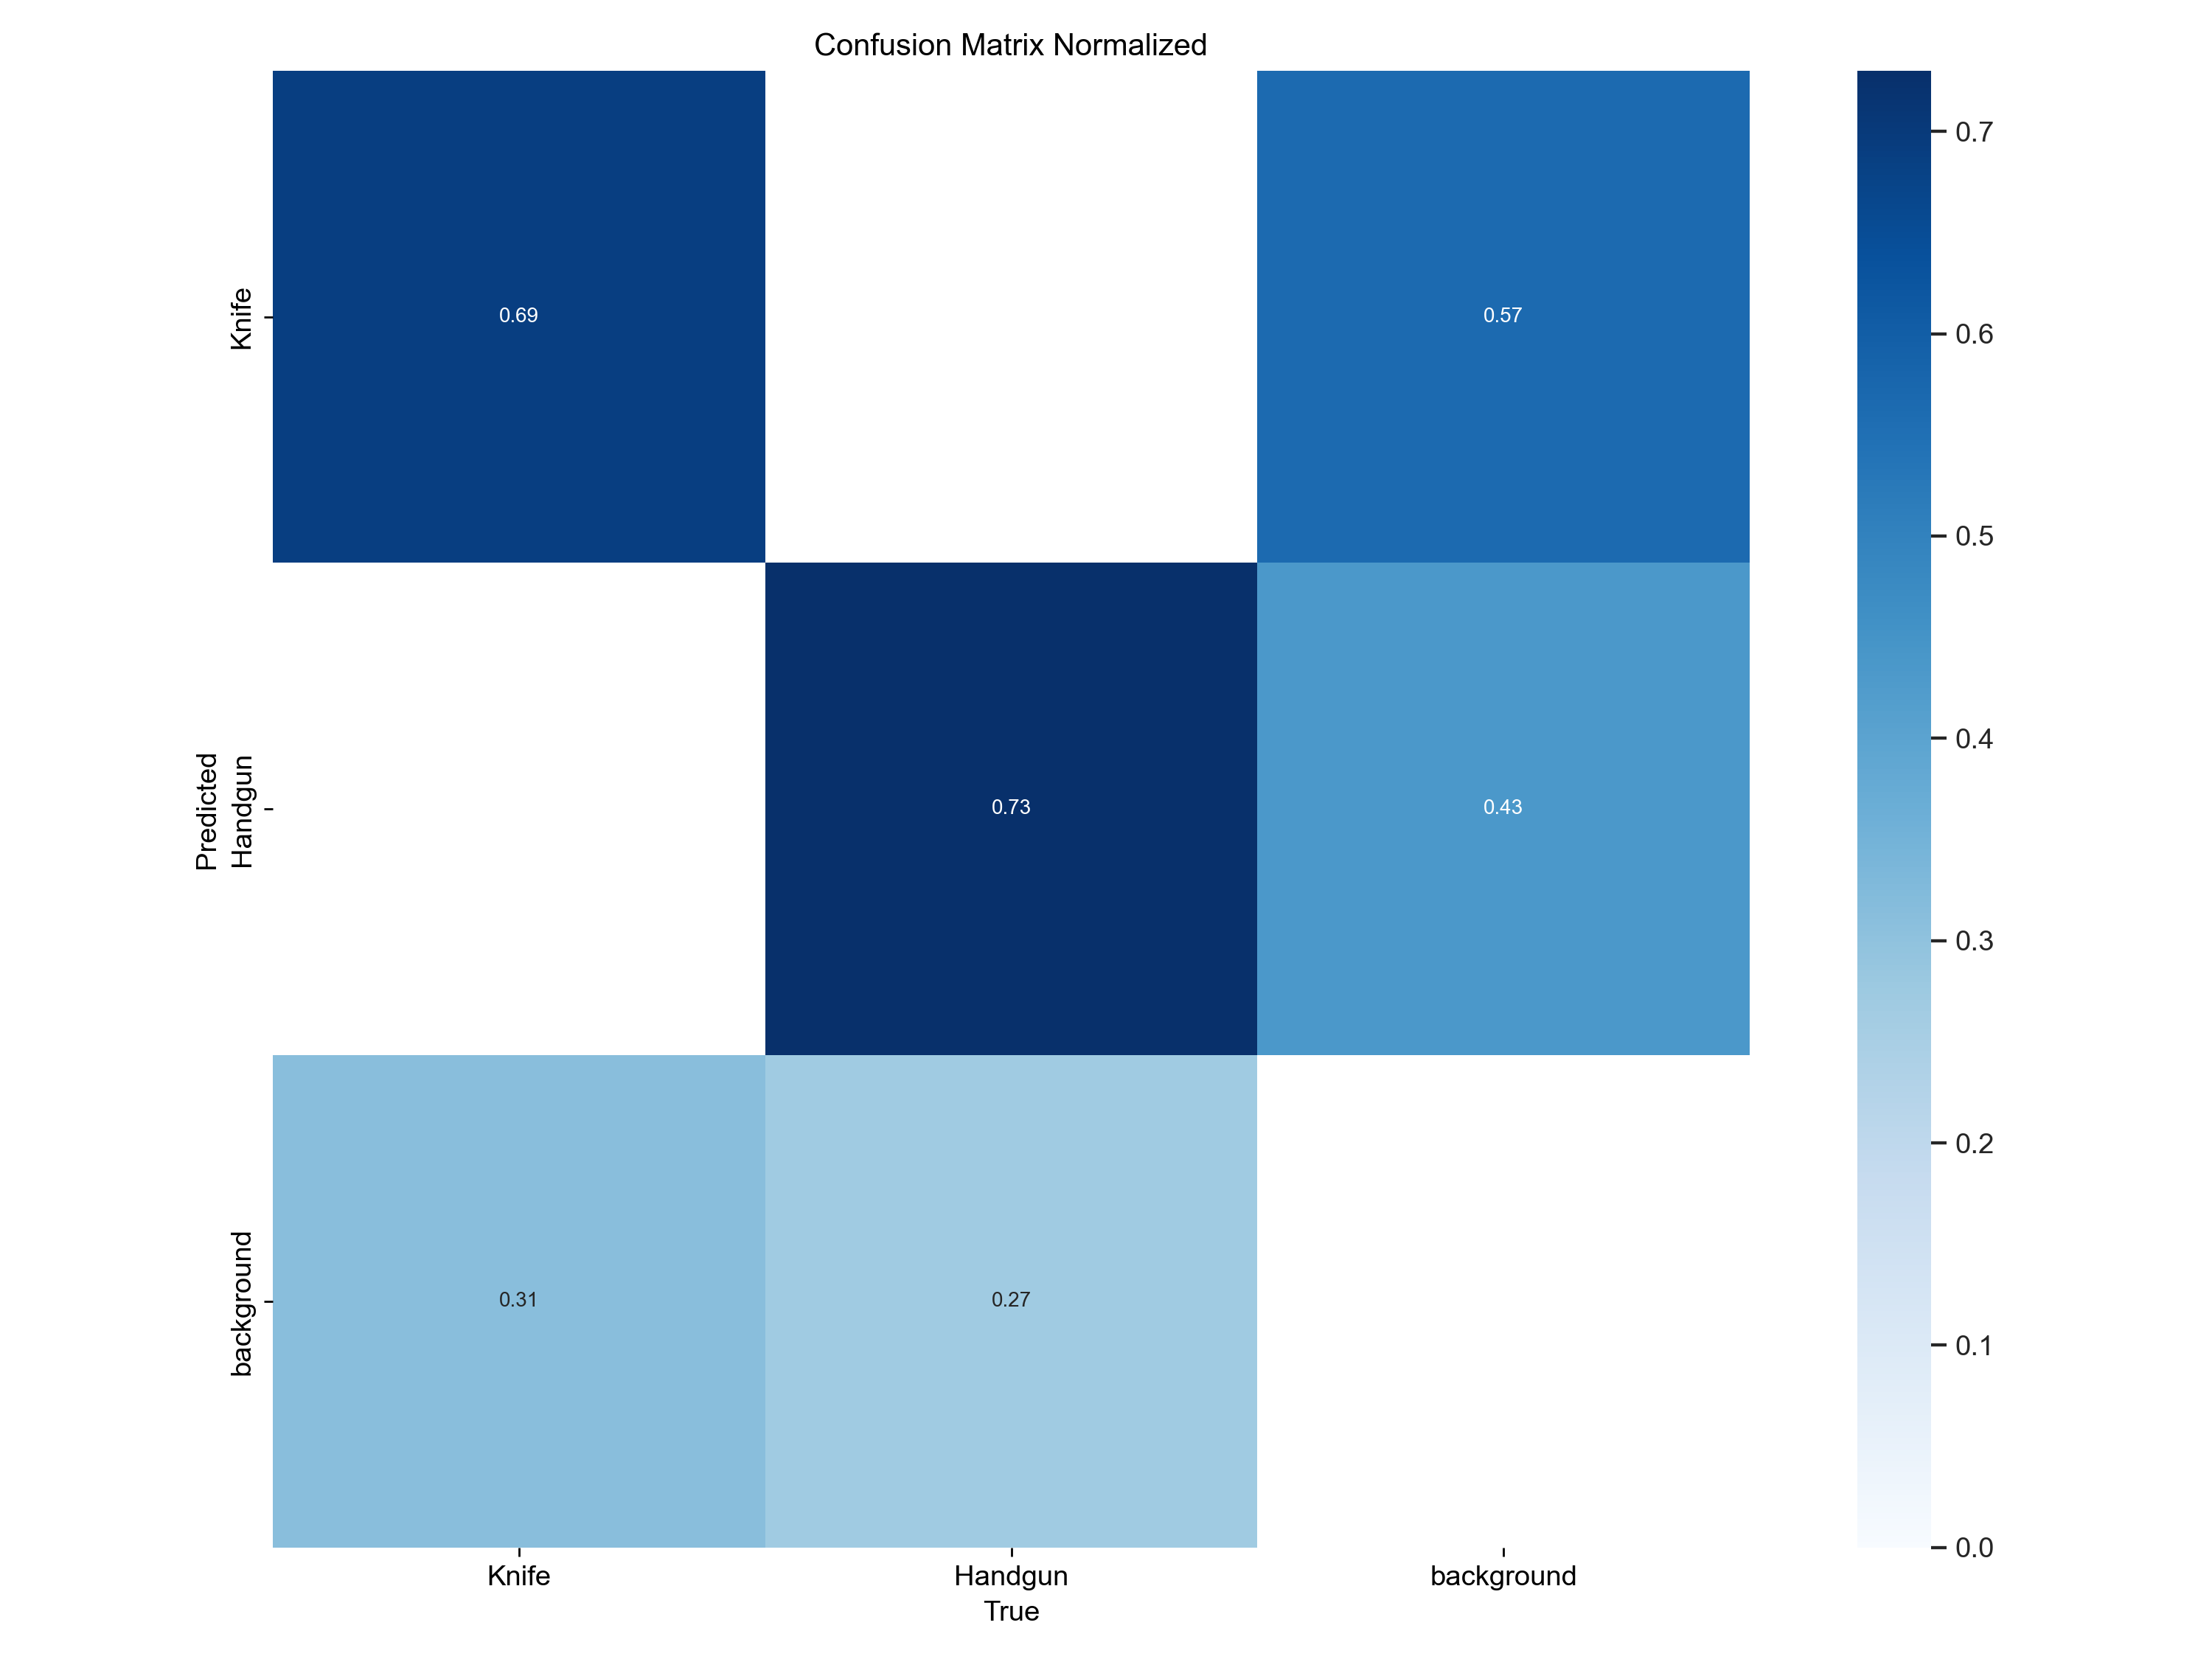 Confusion Matrix Normalized
Knife
0.69
0.57
Predicted
Handgun
0.73
0.43
background
0.31
0.27
Knife
Handgun
background
True
0.7
0.6
0.5
0.4
0.3
0.2
0.1
0.0